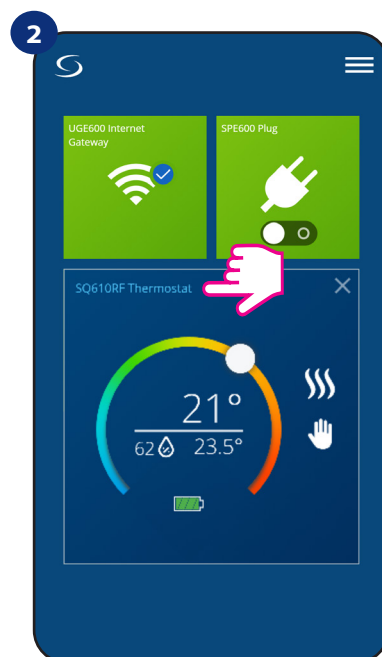 2
UGE600 Internet
Gateway
SPE600 Plug
SQ610RF Thermostat
21°
62 23.5°